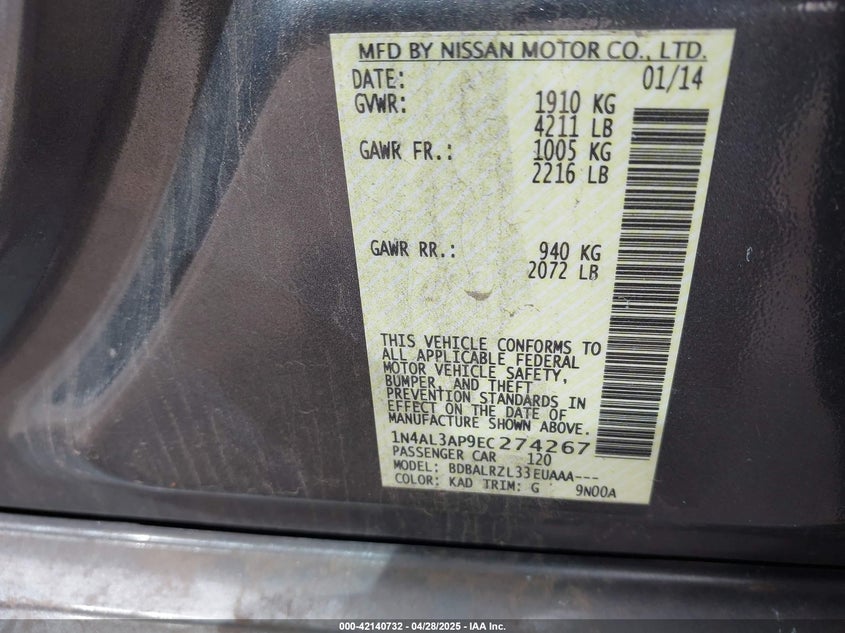 MFD BY NISSAN MOTOR CO., LTD.
DATE: 01/14
GVWR: 1910 KG
4211 LB
GAWR FR.: 1005 KG
2216 LB
GAWR RR.: 940 KG
2072 LB
THIS VEHICLE CONFORMS TO
ALL APPLICABLE FEDERAL
MOTOR VEHICLE SAFETY,
BUMPER, AND THEFT
PREVENTION STANDARDS IN
EFFECT ON THE DATE OF
MANUFACTURE SHOWN ABOVE.
1N4AL3AP9EC274267
PASSENGER CAR 120
MODEL: BDBALRZL33EUAAA---
COLOR: KAD TRIM: G 9N00A
000-42140732 - 04/28/2025 - IAA Inc.